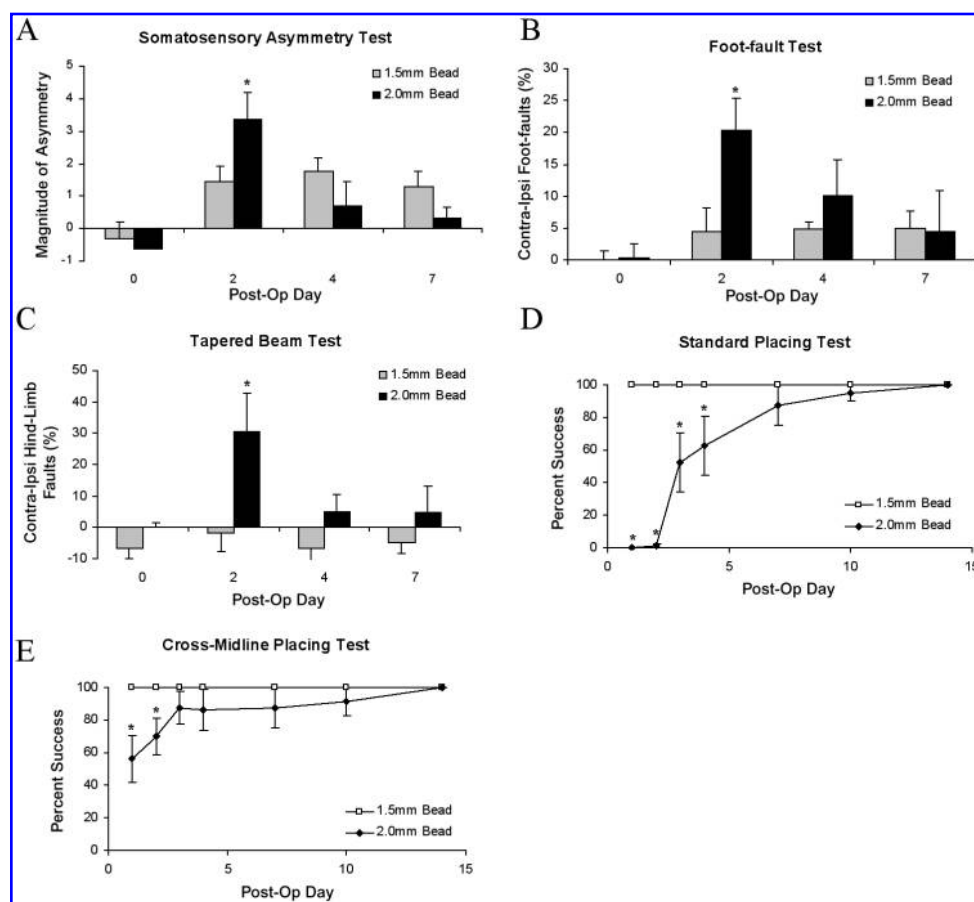 A
Somatosensory Asymmetry Test
1.5mm Bead
2.0mm Bead
Magnitude of Asymmetry
5
4
3
2
1
0
-1
*
0 2 4 7
Post-Op Day
B
Foot-fault Test
1.5mm Bead
2.0mm Bead
Contra-Ipsi Foot-faults (%)
30
25
20
15
10
5
0
*
0 2 4 7
Post-Op Day
C
Tapered Beam Test
1.5mm Bead
2.0mm Bead
Contra-Ipsi Hind-Limb
Faults (%)
50
40
30
20
10
0
-10
*
0 2 4 7
Post-Op Day
D
Standard Placing Test
Percent Success
100
80
60
40
20
0
* * * *
1.5mm Bead
2.0mm Bead
0 5 10 15
Post-Op Day
E
Cross-Midline Placing Test
Percent Success
100
80
60
40
20
0
* *
1.5mm Bead
2.0mm Bead
0 5 10 15
Post-Op Day